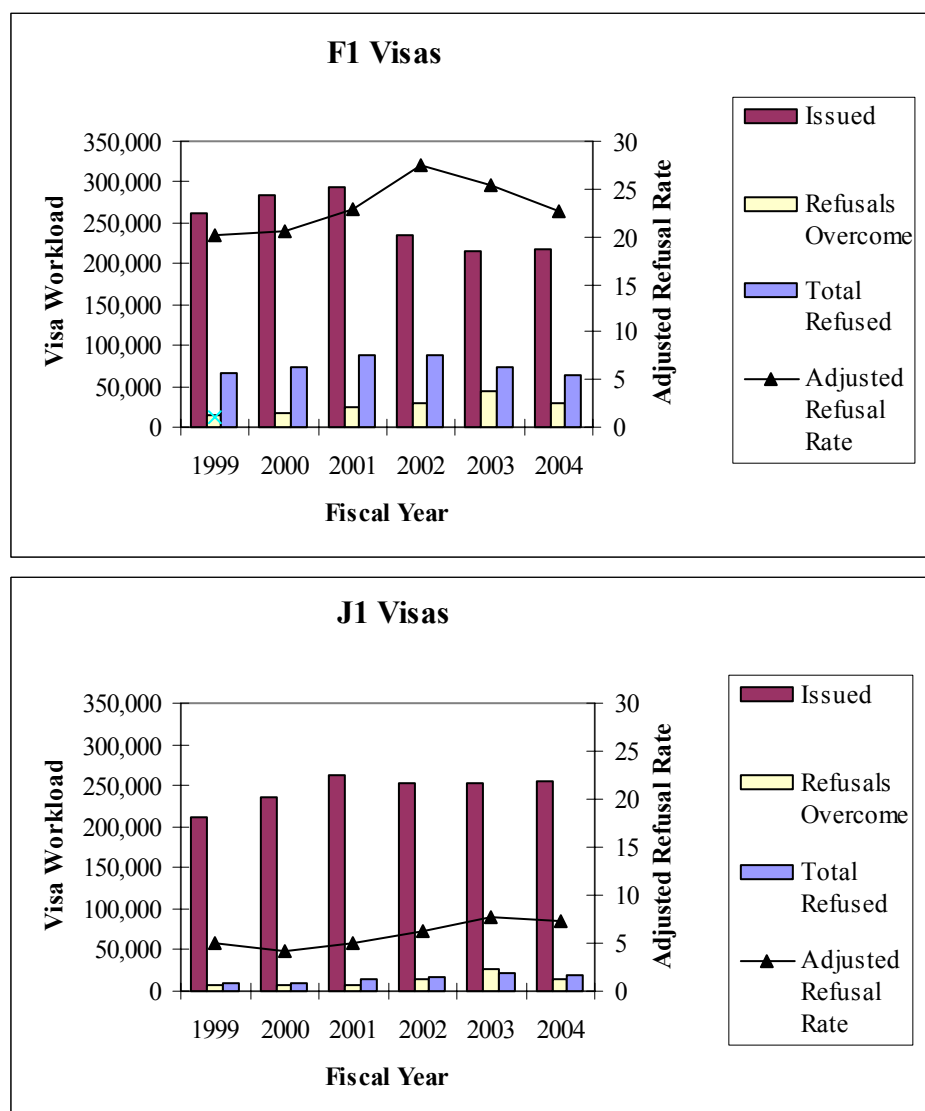 F1 Visas
350,000
300,000
250,000
200,000
150,000
100,000
50,000
0
Visa Workload
30
25
20
15
10
5
0
Adjusted Refusal Rate
1999 2000 2001 2002 2003 2004
Fiscal Year
Issued
Refusals
Overcome
Total
Refused
Adjusted
Refusal
Rate
J1 Visas
350,000
300,000
250,000
200,000
150,000
100,000
50,000
0
Visa Workload
30
25
20
15
10
5
0
Adjusted Refusal Rate
1999 2000 2001 2002 2003 2004
Fiscal Year
Issued
Refusals
Overcome
Total
Refused
Adjusted
Refusal
Rate